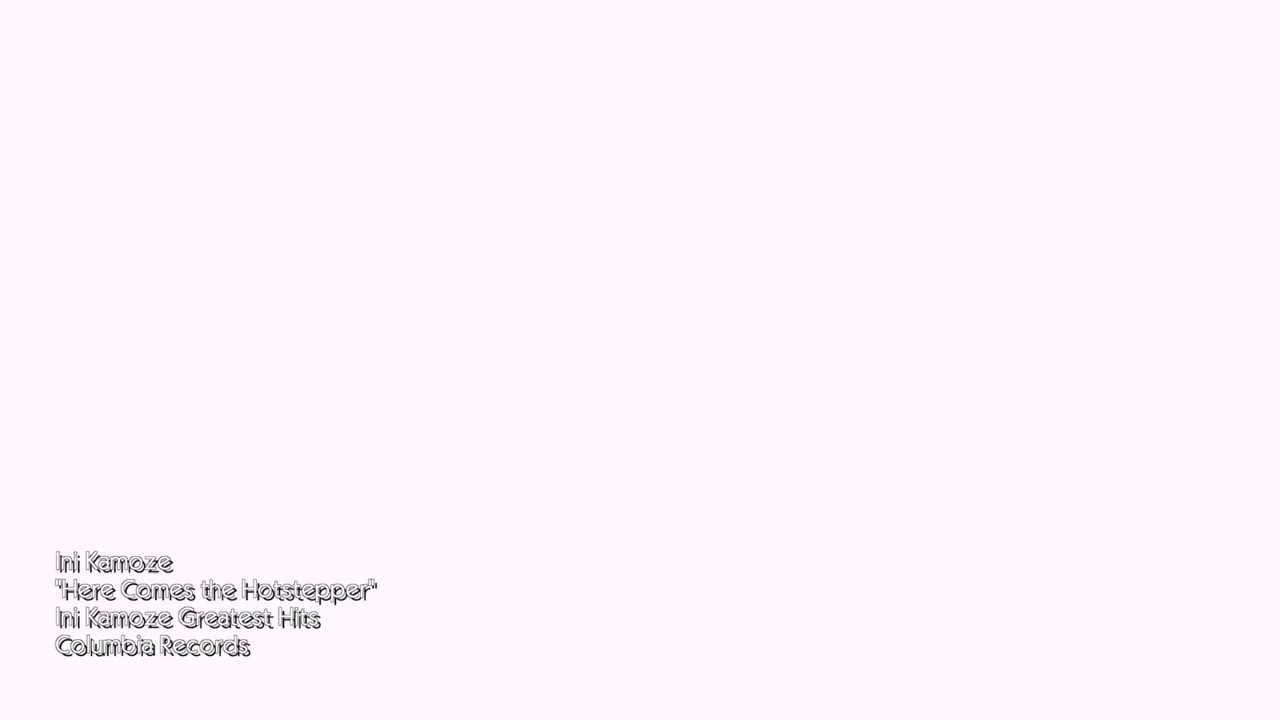 Ini Kamoze
"Here Comes the Hotstepper"
Ini Kamoze Greatest Hits
Columbia Records